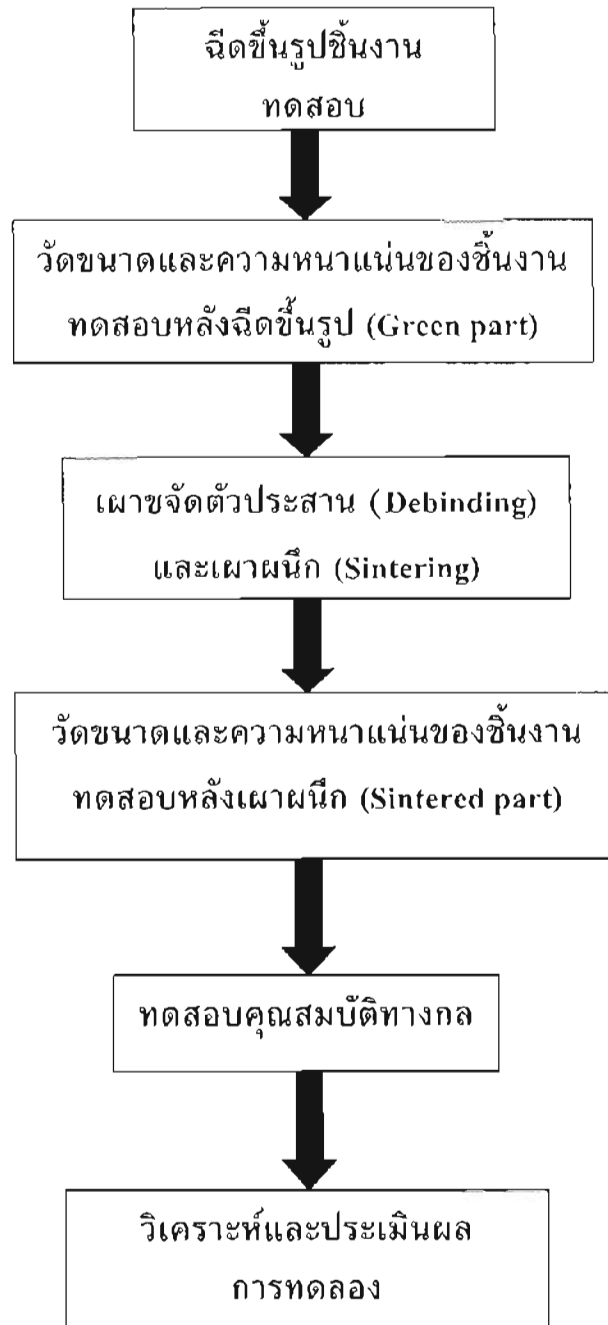 ฉีดขึ้นรูปชิ้นงาน
ทดสอบ
วัดขนาดและความหนาแน่นของชิ้นงาน
ทดสอบหลังฉีดขึ้นรูป (Green part)
เผาขจัดตัวประสาน (Debinding)
และเผาผนึก (Sintering)
วัดขนาดและความหนาแน่นของชิ้นงาน
ทดสอบหลังเผาผนึก (Sintered part)
ทดสอบคุณสมบัติทางกล
วิเคราะห์และประเมินผล
การทดลอง